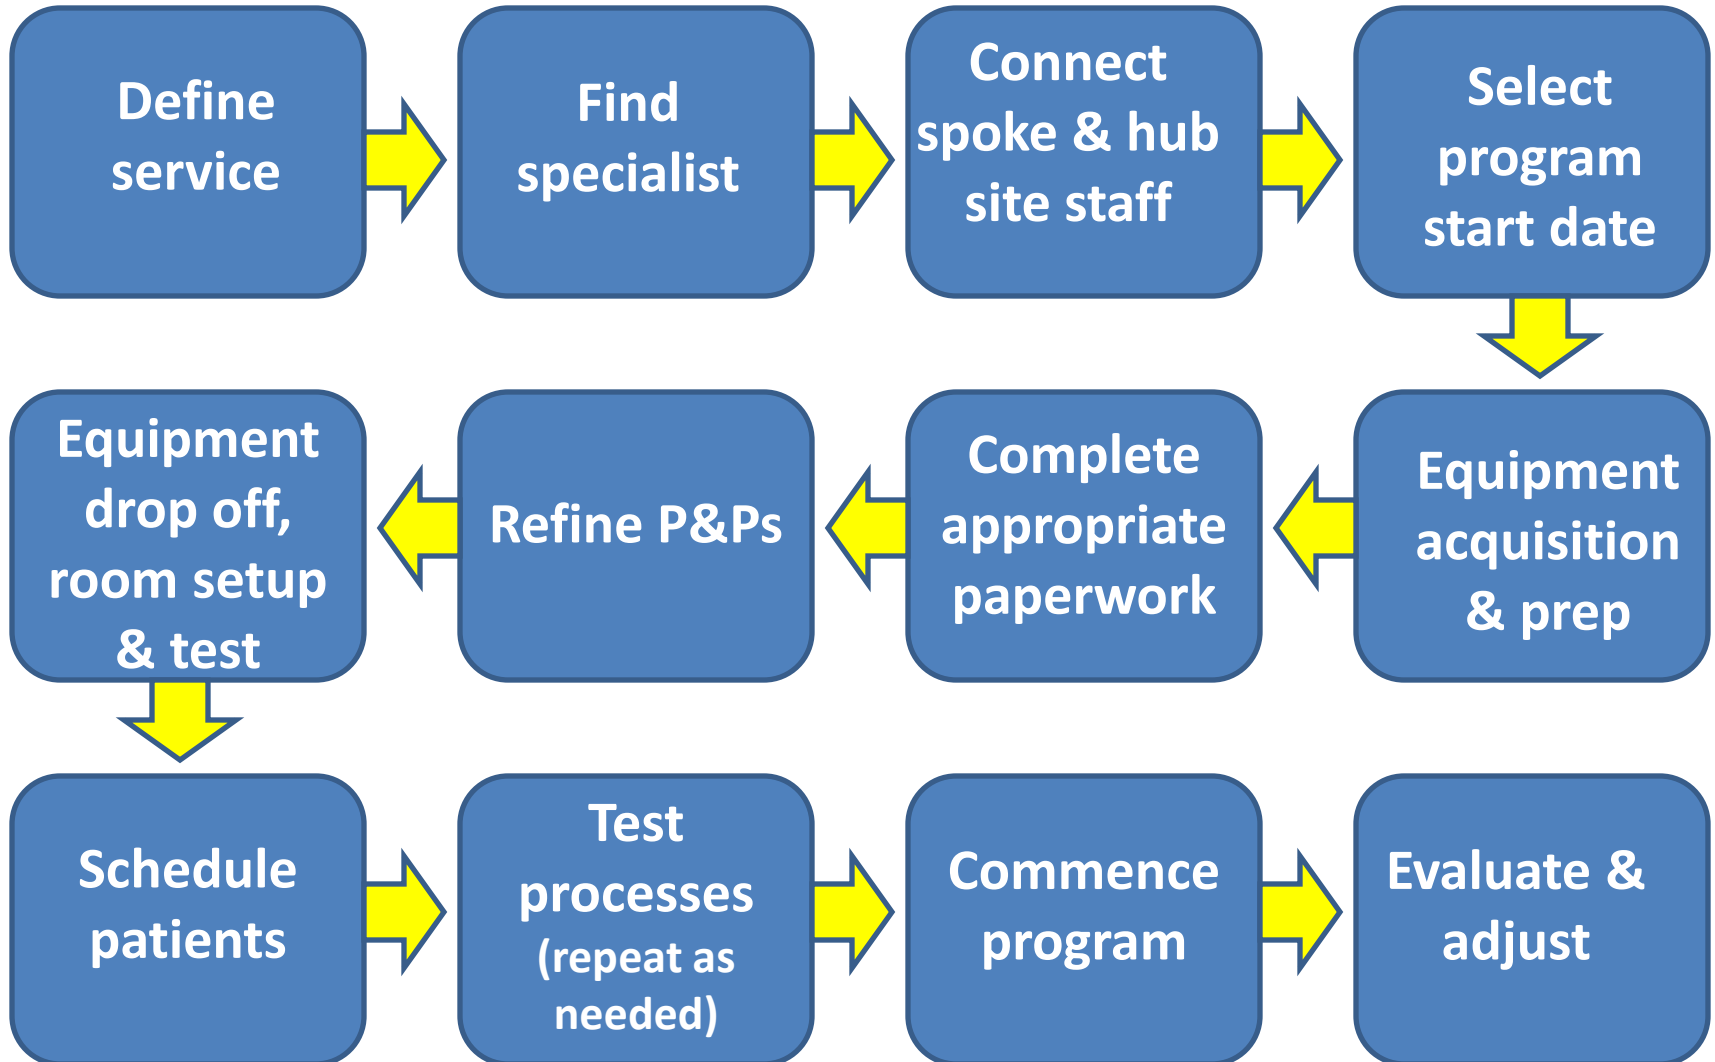 Define
service
Find
specialist
Connect
spoke & hub
site staff
Select
program
start date
Equipment
acquisition
& prep
Complete
appropriate
paperwork
Refine P&Ps
Equipment
drop off,
room setup
& test
Schedule
patients
Test
processes
(repeat as
needed)
Commence
program
Evaluate &
adjust